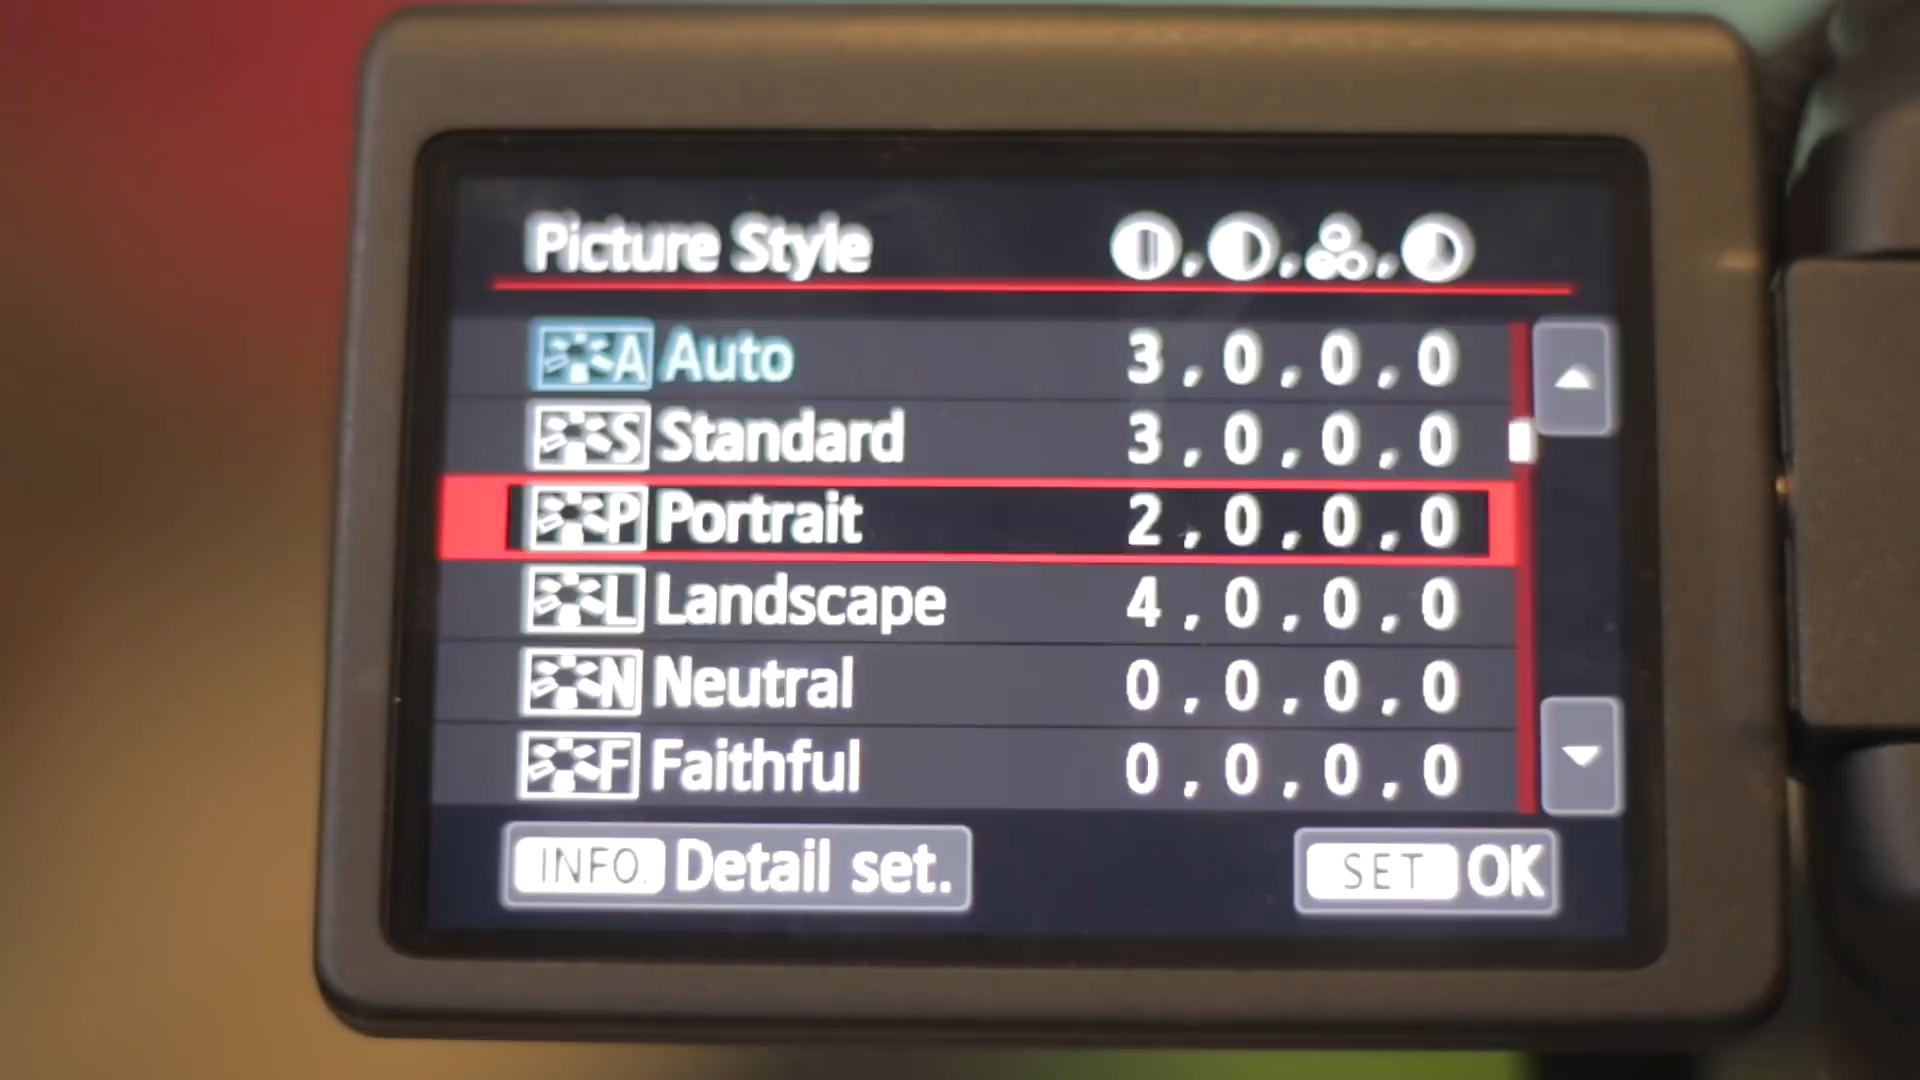 Picture Style
A Auto 3, 0, 0, 0
S Standard 3, 0, 0, 0
P Portrait 2, 0, 0, 0
L Landscape 4, 0, 0, 0
N Neutral 0, 0, 0, 0
F Faithful 0, 0, 0, 0
INFO. Detail set. SET OK